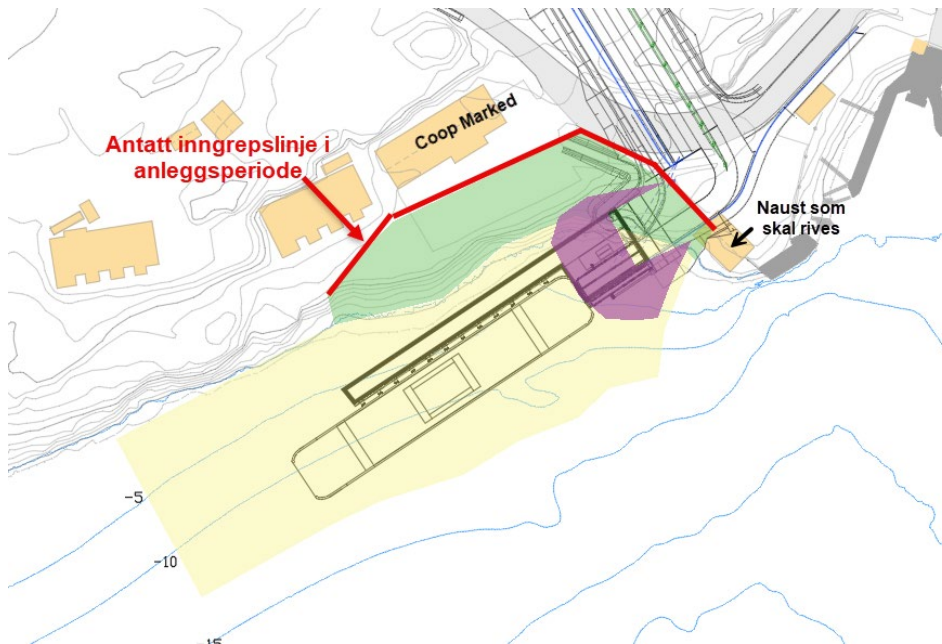 Coop Marked
Antatt inngrepslinje i
anleggsperiode
Naust som
skal rives
-5
-10
-15